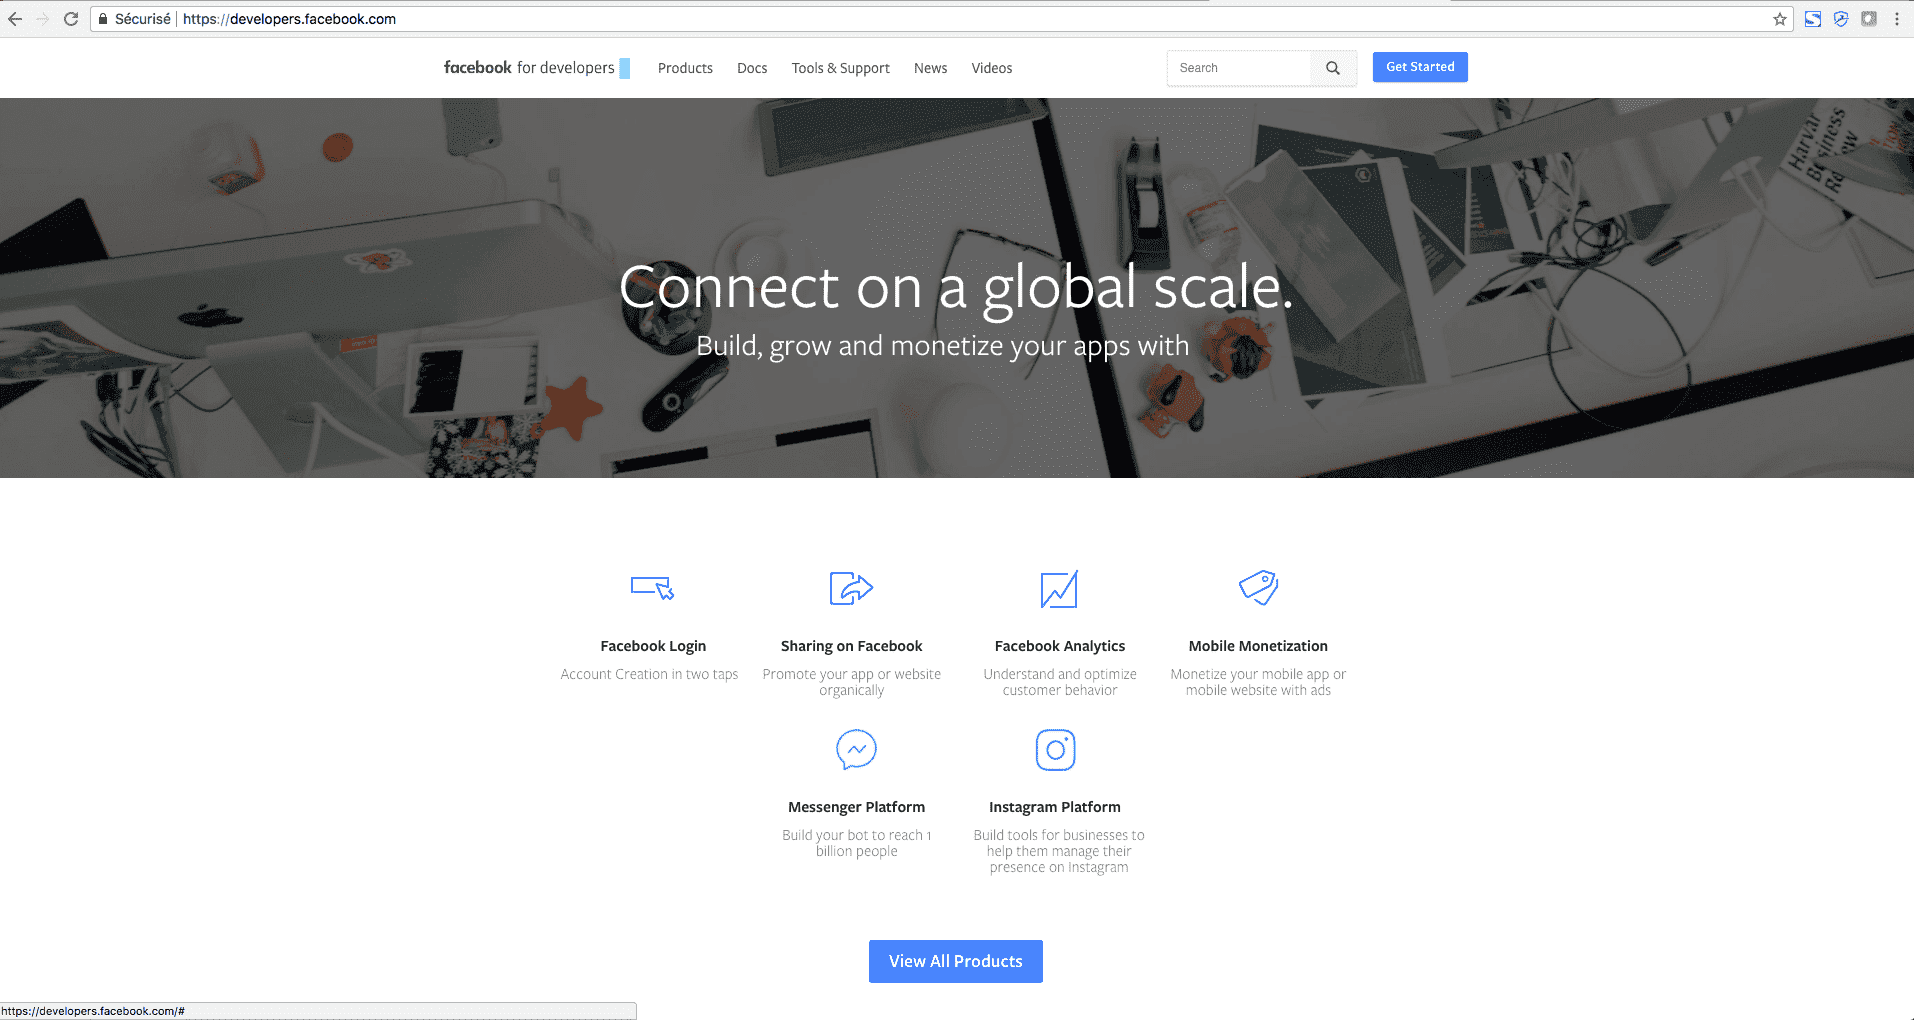 Sécurisé | https://developers.facebook.com
facebook for developers
Products
Docs
Tools & Support
News
Videos
Search
Get Started
Harvar
Business
Re
Connect on a global scale.
Build, grow and monetize your apps with
Facebook Login
Account Creation in two taps
Sharing on Facebook
Promote your app or website
organically
Facebook Analytics
Understand and optimize
customer behavior
Mobile Monetization
Monetize your mobile app or
mobile website with ads
Messenger Platform
Build your bot to reach 1
billion people
Instagram Platform
Build tools for businesses to
help them manage their
presence on Instagram
View All Products
https://developers.facebook.com/#